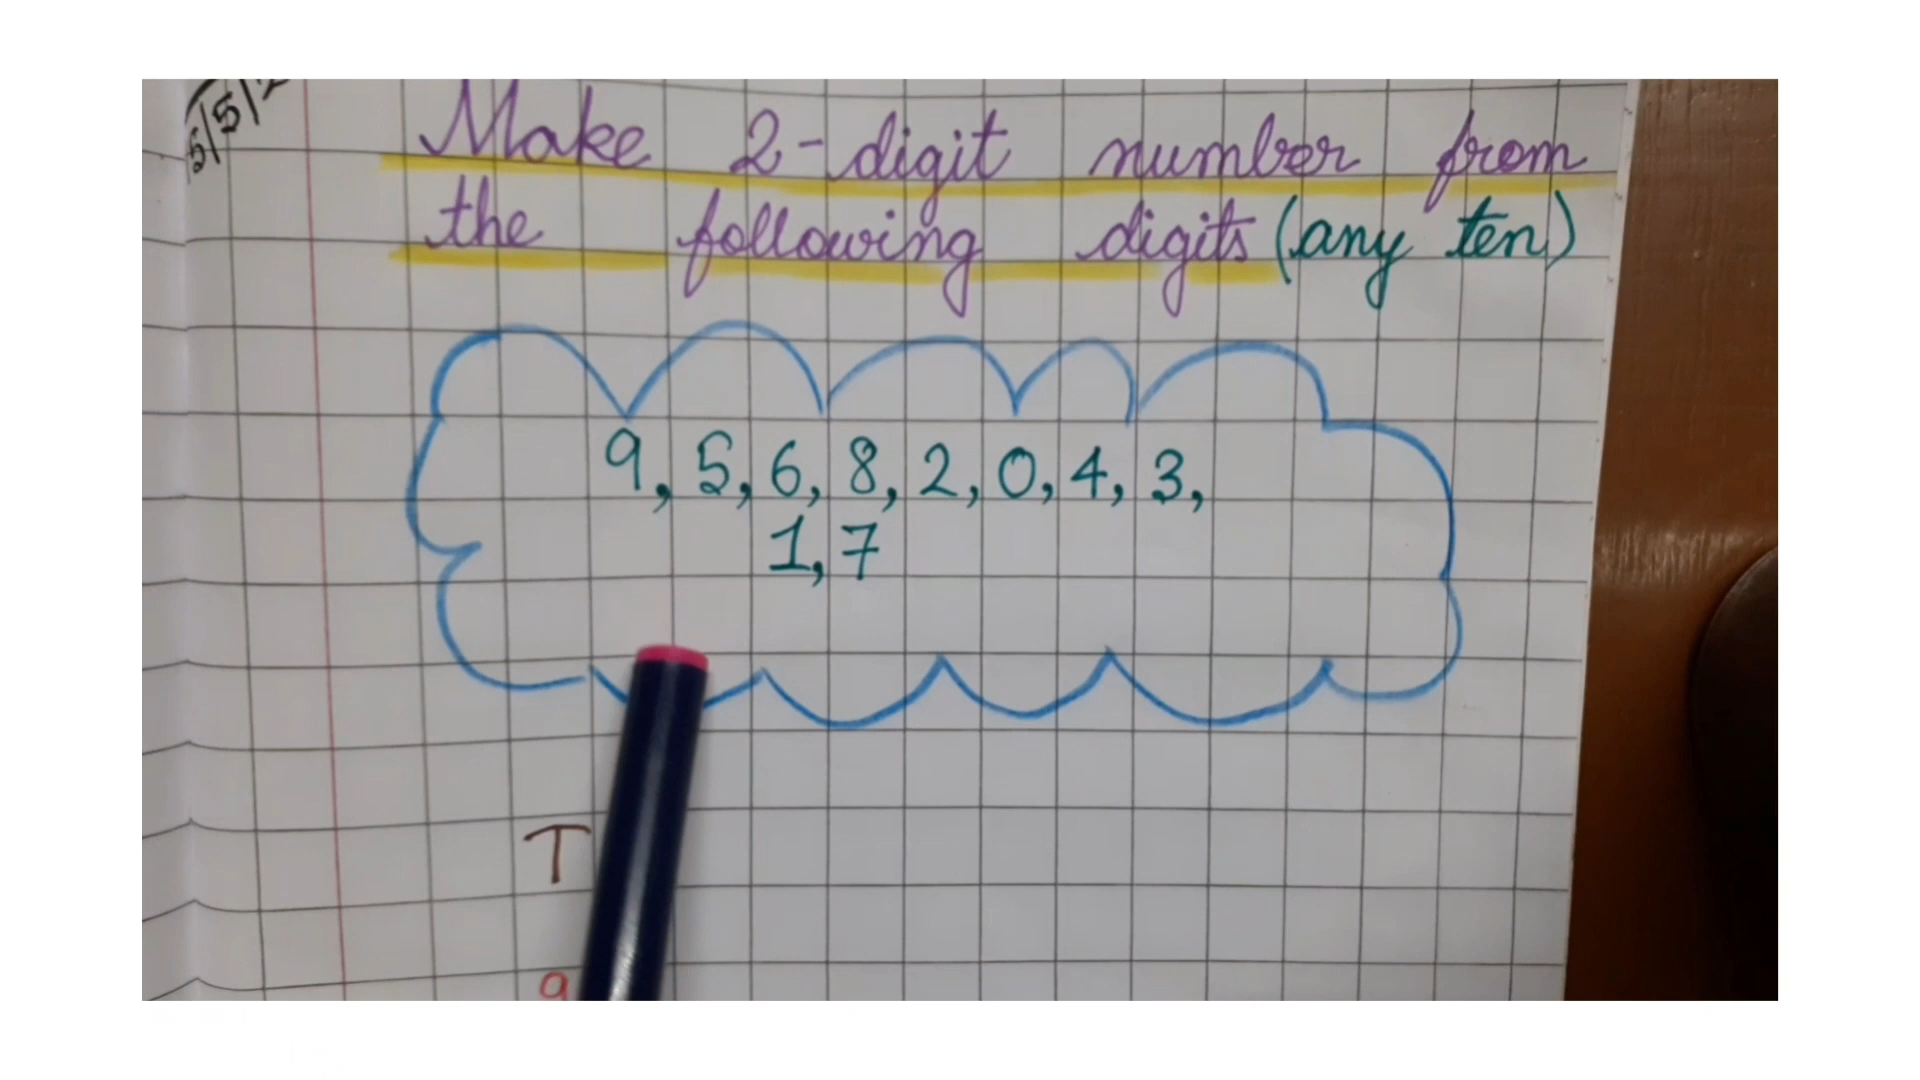 Make 2-digit number from
the following digits (any ten)
9, 5, 6, 8, 2, 0, 4, 3,
1, 7
T
9